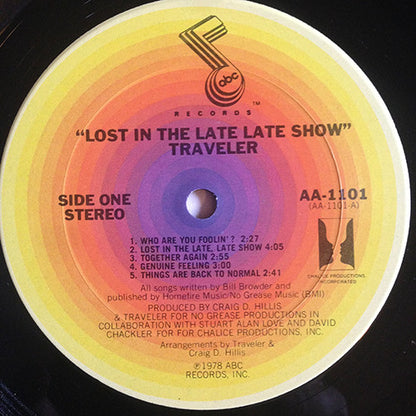 abc
RECORDS
TM
"LOST IN THE LATE LATE SHOW"
TRAVELER
SIDE ONE
STEREO
AA-1101
(AA-1101-A)
1. WHO ARE YOU FOOLIN'? 2:27
2. LOST IN THE LATE, LATE SHOW 4:05
3. TOGETHER AGAIN 2:55
4. GENUINE FEELING 3:00
5. THINGS ARE BACK TO NORMAL 2:41
CHALICE PRODUCTIONS,
INCORPORATED
All songs written by Bill Browder and
published by Homefire Music/No Grease Music (BMI)
PRODUCED BY CRAIG D. HILLIS
& TRAVELER FOR NO GREASE PRODUCTIONS IN
COLLABORATION WITH STUART ALAN LOVE AND DAVID
CHACKLER FOR FOR CHALICE PRODUCTIONS, INC.
Arrangements by Traveler &
Craig D. Hillis
℗1978 ABC
RECORDS, INC.